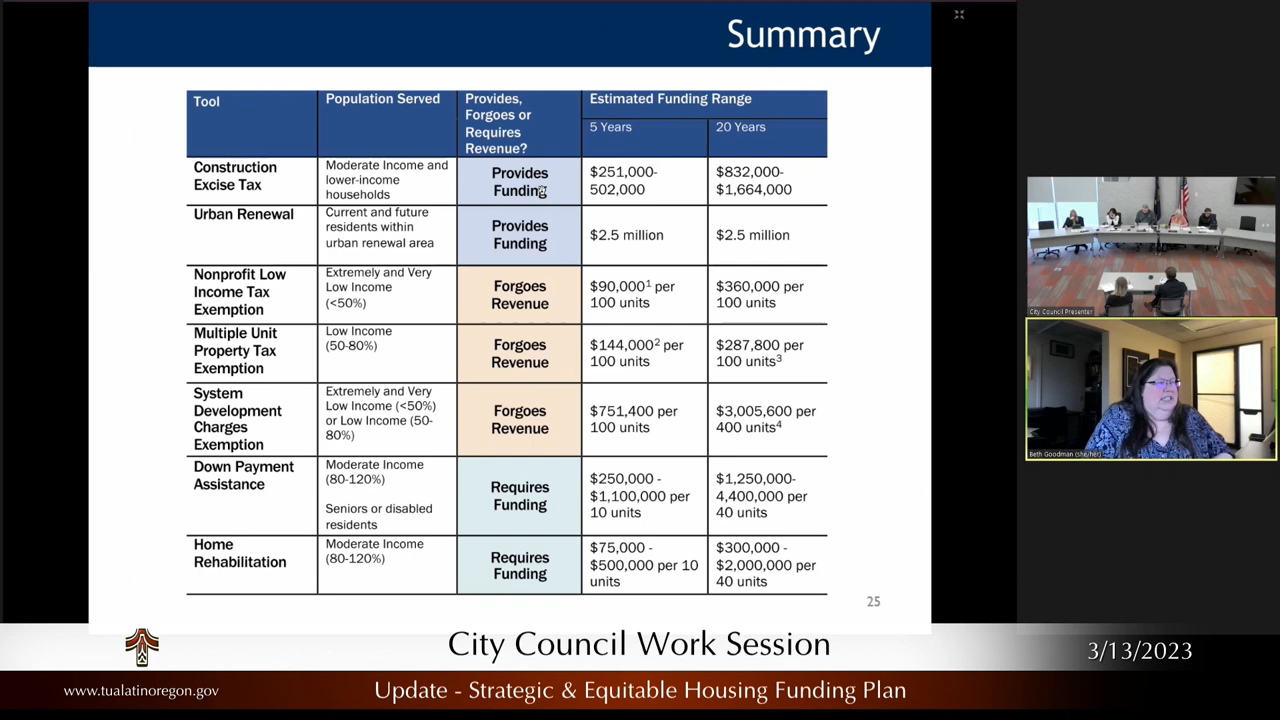 Summary
Tool
Population Served
Provides,
Forgoes or
Requires
Revenue?
Estimated Funding Range
5 Years
20 Years
Construction
Excise Tax
Moderate Income and
lower-income
households
Provides
Funding
$251,000-
502,000
$832,000-
$1,664,000
Urban Renewal
Current and future
residents within
urban renewal area
Provides
Funding
$2.5 million
$2.5 million
Nonprofit Low
Income Tax
Exemption
Extremely and Very
Low Income
(<50%)
Forgoes
Revenue
$90,000¹ per
100 units
$360,000 per
100 units
Multiple Unit
Property Tax
Exemption
Low Income
(50-80%)
Forgoes
Revenue
$144,000² per
100 units
$287,800 per
100 units³
System
Development
Charges
Exemption
Extremely and Very
Low Income (<50%)
or Low Income (50-
80%)
Forgoes
Revenue
$751,400 per
100 units
$3,005,600 per
400 units⁴
Down Payment
Assistance
Moderate Income
(80-120%)
Seniors or disabled
residents
Requires
Funding
$250,000 -
$1,100,000 per
10 units
$1,250,000-
4,400,000 per
40 units
Home
Rehabilitation
Moderate Income
(80-120%)
Requires
Funding
$75,000 -
$500,000 per 10
units
$300,000 -
$2,000,000 per
40 units
25
City Council Presenter
Beth Goodman (she/her)
City Council Work Session
3/13/2023
www.tualatinoregon.gov
Update - Strategic & Equitable Housing Funding Plan